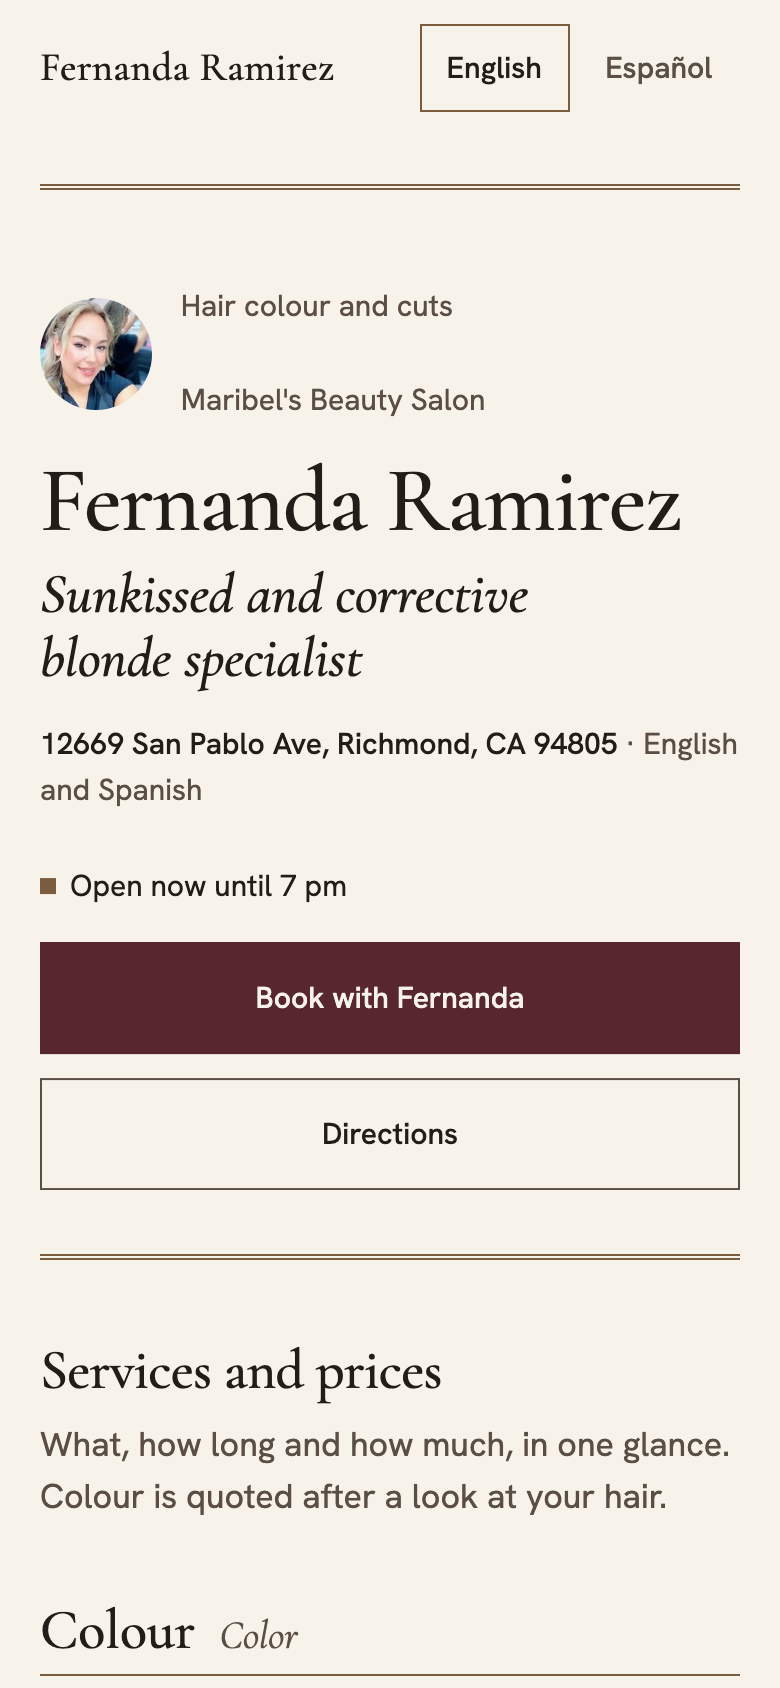 Fernanda Ramirez
English
Español
Hair colour and cuts
Maribel's Beauty Salon
Fernanda Ramirez
Sunkissed and corrective
blonde specialist
12669 San Pablo Ave, Richmond, CA 94805 · English
and Spanish
Open now until 7 pm
Book with Fernanda
Directions
Services and prices
What, how long and how much, in one glance.
Colour is quoted after a look at your hair.
Colour Color